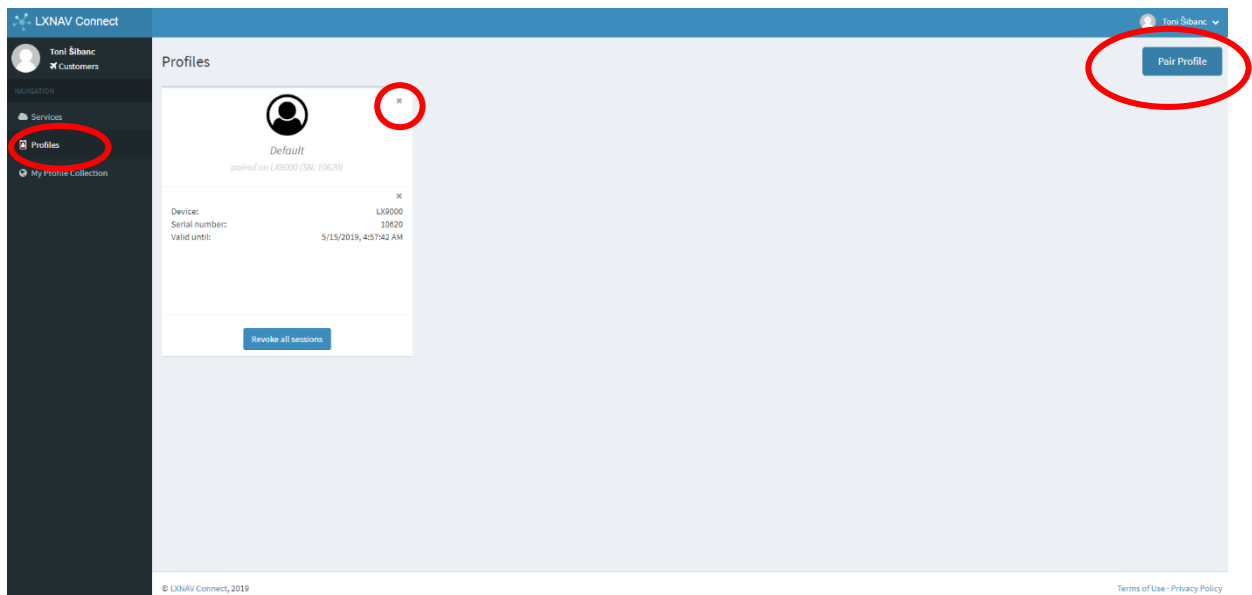 LXNAV Connect
Toni Šibanc
Toni Šibanc
Customers
NAVIGATION
Services
Profiles
My Profile Collection
Profiles
Pair Profile
Default
paired on LX9000 (SN: 10620)
Device: LX9000
Serial number: 10620
Valid until: 5/15/2019, 4:57:42 AM
Revoke all sessions
© LXNAV Connect, 2019
Terms of Use · Privacy Policy